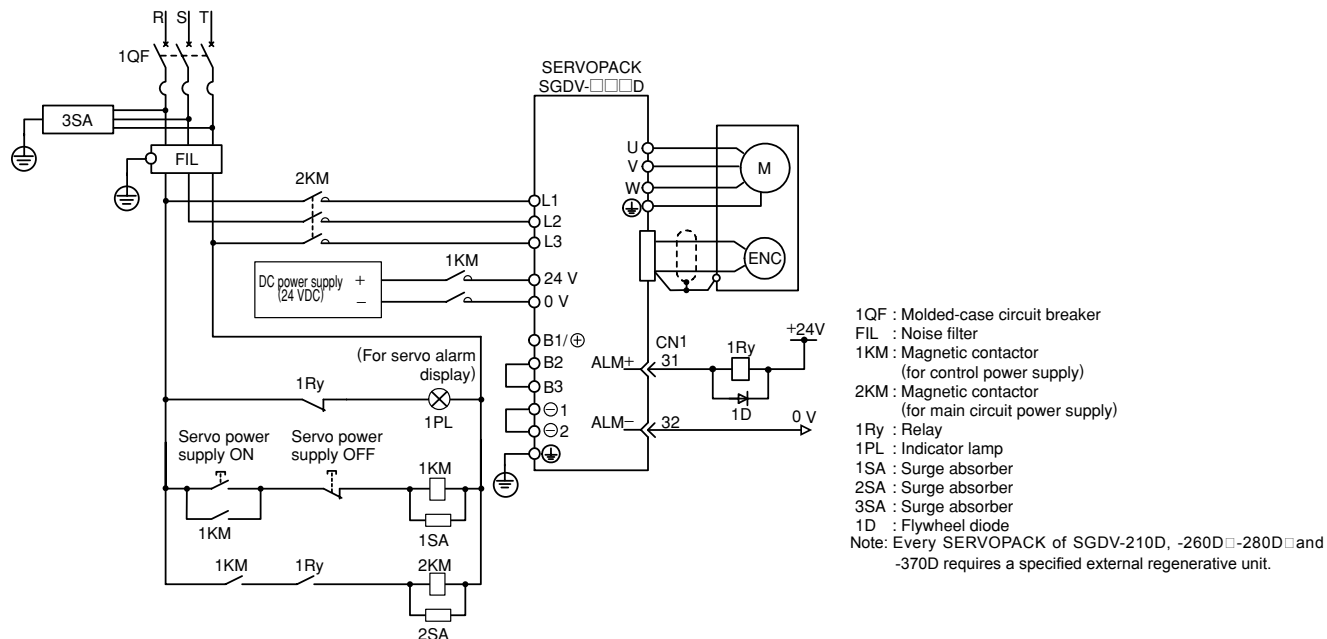 R S T
1QF
3SA
FIL
2KM
SERVOPACK
SGDV-□□□D
U
V
W
M
ENC
L1
L2
L3
DC power supply
(24 VDC)
+
−
1KM
24 V
0 V
B1/⊕
B2
B3
⊖1
⊖2
CN1
ALM+ 31
1Ry
+24V
1D
ALM− 32
0 V
(For servo alarm
display)
1Ry
1PL
Servo power
supply ON
Servo power
supply OFF
1KM
1KM
1SA
1KM
1Ry
2KM
2SA
1QF : Molded-case circuit breaker
FIL : Noise filter
1KM : Magnetic contactor
(for control power supply)
2KM : Magnetic contactor
(for main circuit power supply)
1Ry : Relay
1PL : Indicator lamp
1SA : Surge absorber
2SA : Surge absorber
3SA : Surge absorber
1D : Flywheel diode
Note: Every SERVOPACK of SGDV-210D, -260D□-280D□and
-370D requires a specified external regenerative unit.